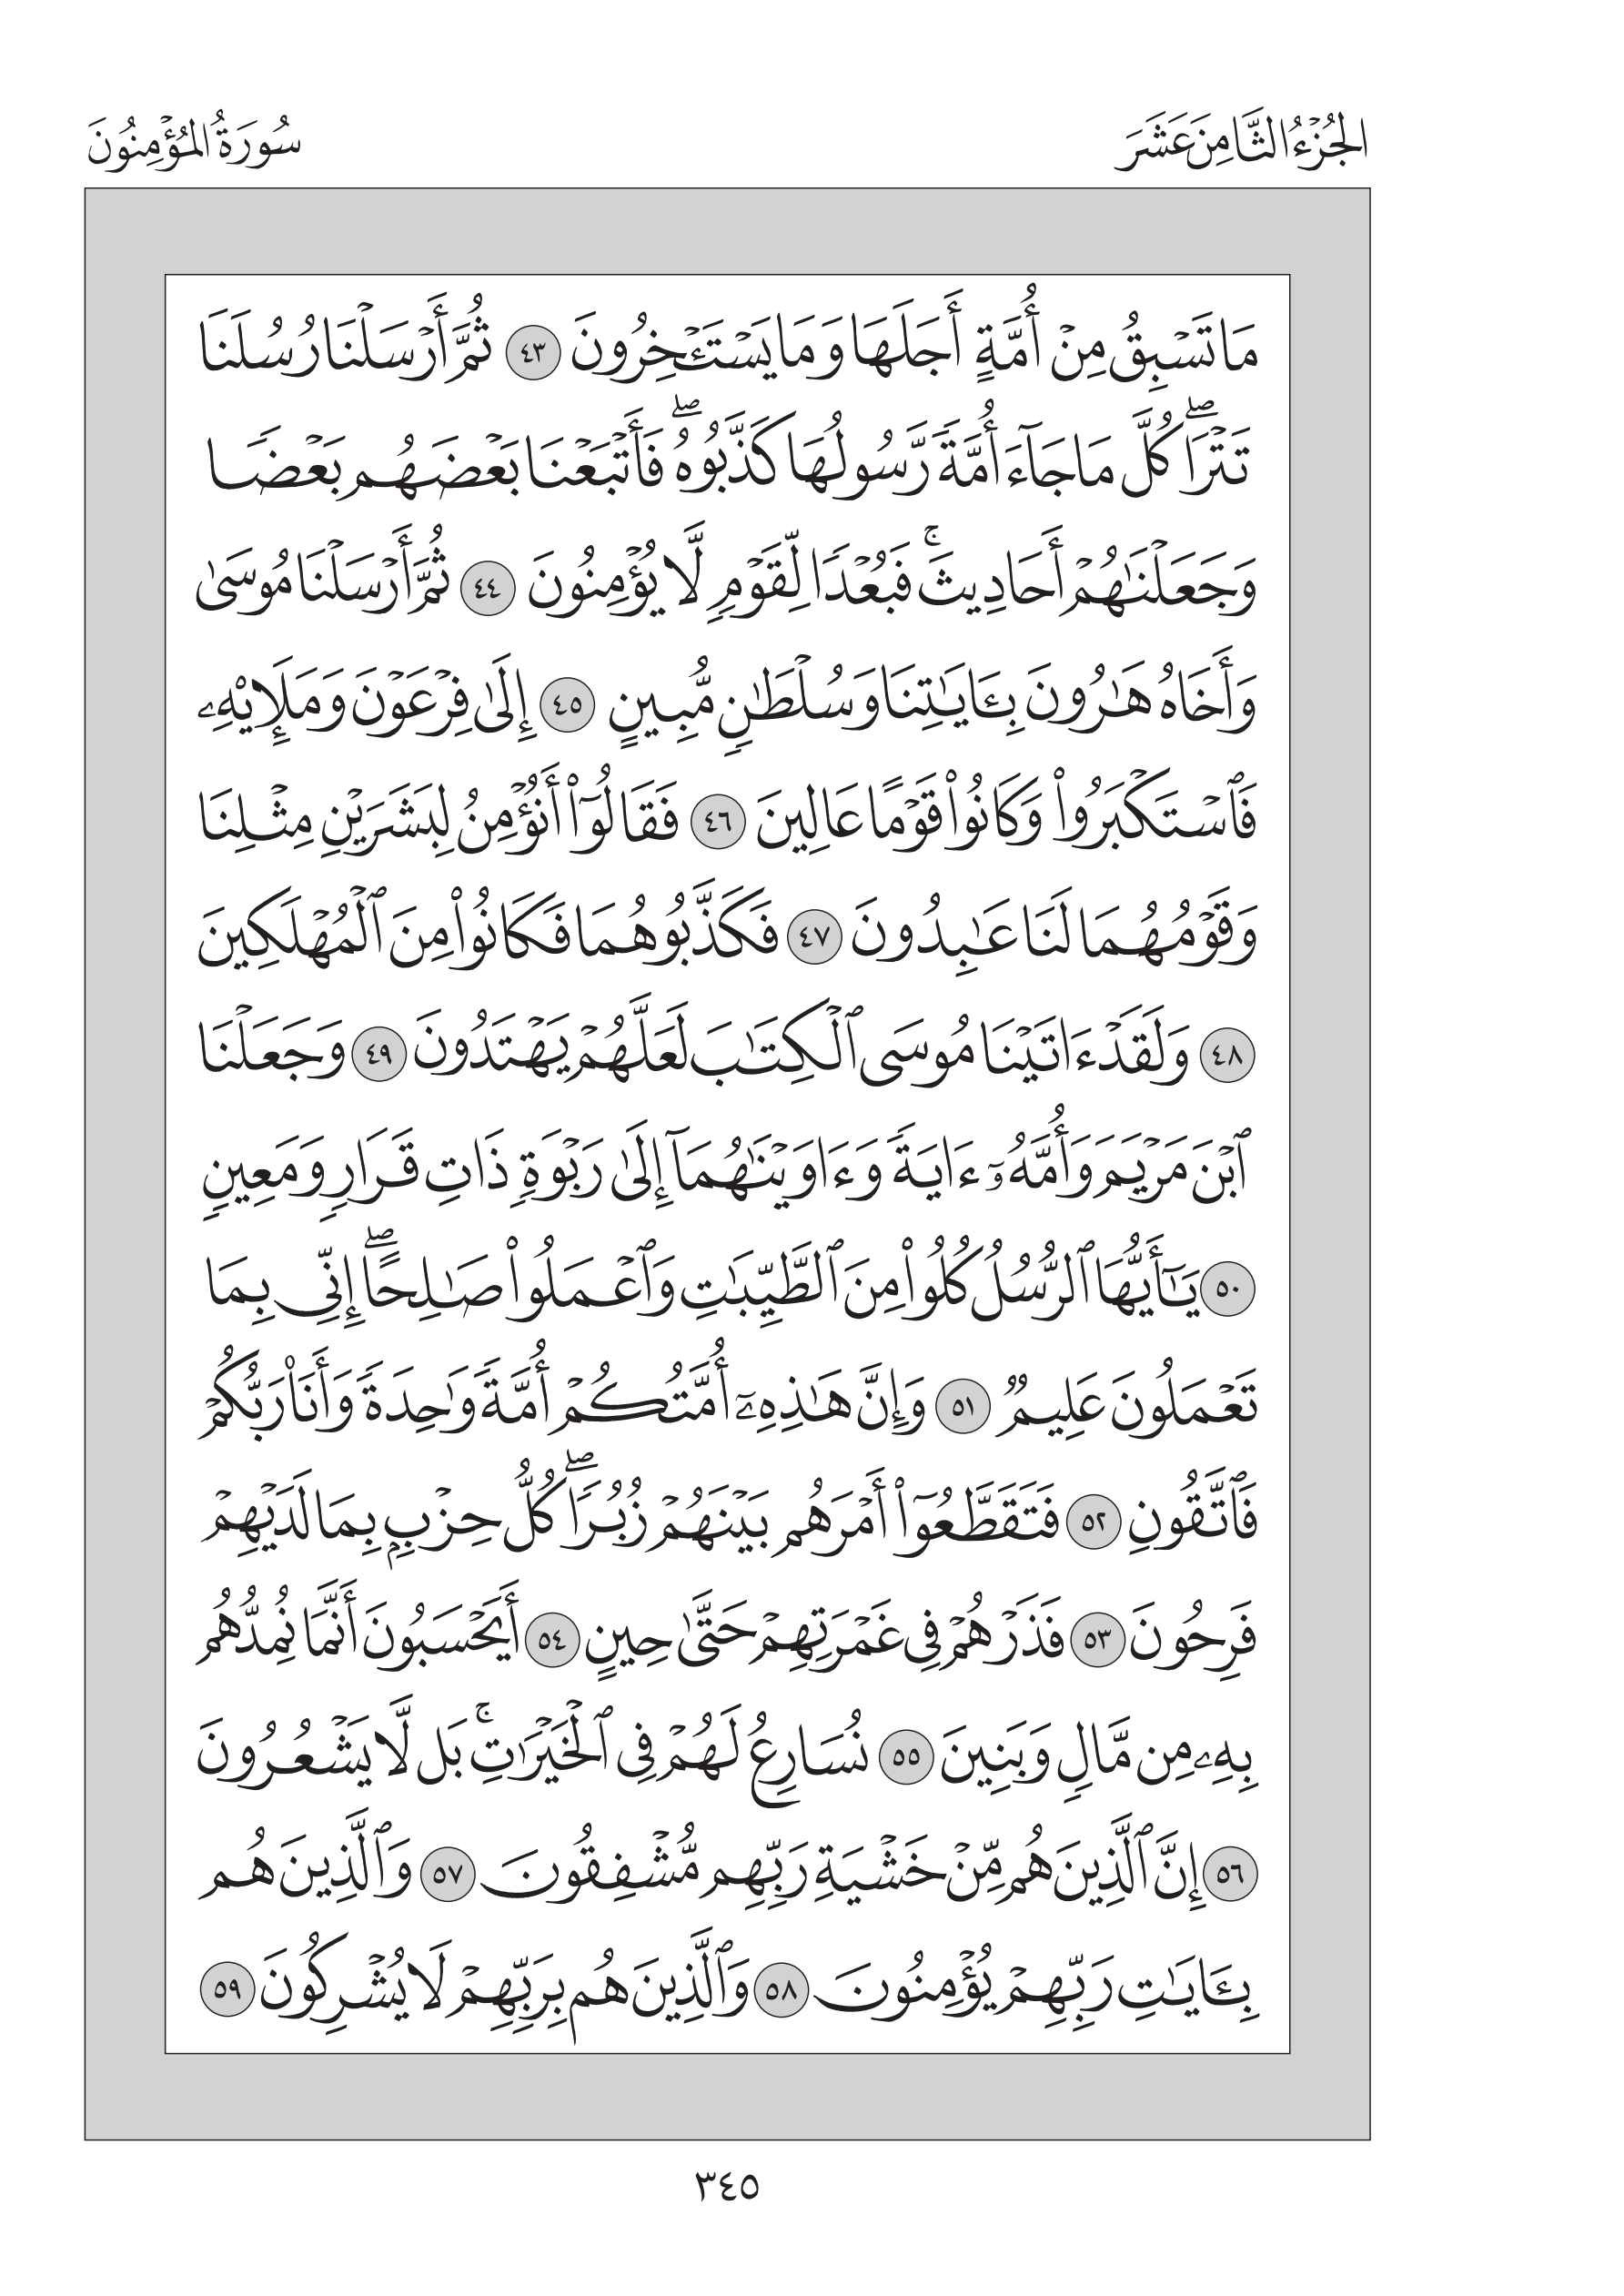 الجُزْءُ الثَّامِنَ عَشَرَ
سُورَةُ المُؤْمِنُونَ
مَا تَسۡبِقُ مِنۡ أُمَّةٍ أَجَلَهَا وَمَا يَسۡتَـٔۡخِرُونَ ٤٣ ثُمَّ أَرۡسَلۡنَا رُسُلَنَا
تَتۡرَاۖ كُلَّ مَا جَآءَ أُمَّةٗ رَّسُولُهَا كَذَّبُوهُۖ فَأَتۡبَعۡنَا بَعۡضَهُم بَعۡضٗا
وَجَعَلۡنَٰهُمۡ أَحَادِيثَۚ فَبُعۡدٗا لِّقَوۡمٖ لَّا يُؤۡمِنُونَ ٤٤ ثُمَّ أَرۡسَلۡنَا مُوسَىٰ
وَأَخَاهُ هَٰرُونَ بِـَٔايَٰتِنَا وَسُلۡطَٰنٖ مُّبِينٍ ٤٥ إِلَىٰ فِرۡعَوۡنَ وَمَلَإِيْهِۦ
فَٱسۡتَكۡبَرُواْ وَكَانُواْ قَوۡمًا عَالِينَ ٤٦ فَقَالُوٓاْ أَنُؤۡمِنُ لِبَشَرَيۡنِ مِثۡلِنَا
وَقَوۡمُهُمَا لَنَا عَٰبِدُونَ ٤٧ فَكَذَّبُوهُمَا فَكَانُواْ مِنَ ٱلۡمُهۡلَكِينَ
٤٨ وَلَقَدۡ ءَاتَيۡنَا مُوسَى ٱلۡكِتَٰبَ لَعَلَّهُمۡ يَهۡتَدُونَ ٤٩ وَجَعَلۡنَا
ٱبۡنَ مَرۡيَمَ وَأُمَّهُۥٓ ءَايَةٗ وَءَاوَيۡنَٰهُمَآ إِلَىٰ رَبۡوَةٖ ذَاتِ قَرَارٖ وَمَعِينٖ
٥٠ يَٰٓأَيُّهَا ٱلرُّسُلُ كُلُواْ مِنَ ٱلطَّيِّبَٰتِ وَٱعۡمَلُواْ صَٰلِحًاۖ إِنِّي بِمَا
تَعۡمَلُونَ عَلِيمٞ ٥١ وَإِنَّ هَٰذِهِۦٓ أُمَّتُكُمۡ أُمَّةٗ وَٰحِدَةٗ وَأَنَا۠ رَبُّكُمۡ
فَٱتَّقُونِ ٥٢ فَتَقَطَّعُوٓاْ أَمۡرَهُم بَيۡنَهُمۡ زُبُرٗاۖ كُلُّ حِزۡبِۭ بِمَا لَدَيۡهِمۡ
فَرِحُونَ ٥٣ فَذَرۡهُمۡ فِي غَمۡرَتِهِمۡ حَتَّىٰ حِينٍ ٥٤ أَيَحۡسَبُونَ أَنَّمَا نُمِدُّهُم
بِهِۦ مِن مَّالٖ وَبَنِينَ ٥٥ نُسَارِعُ لَهُمۡ فِي ٱلۡخَيۡرَٰتِۚ بَل لَّا يَشۡعُرُونَ
٥٦ إِنَّ ٱلَّذِينَ هُم مِّنۡ خَشۡيَةِ رَبِّهِم مُّشۡفِقُونَ ٥٧ وَٱلَّذِينَ هُم
بِـَٔايَٰتِ رَبِّهِمۡ يُؤۡمِنُونَ ٥٨ وَٱلَّذِينَ هُم بِرَبِّهِمۡ لَا يُشۡرِكُونَ ٥٩
٣٤٥